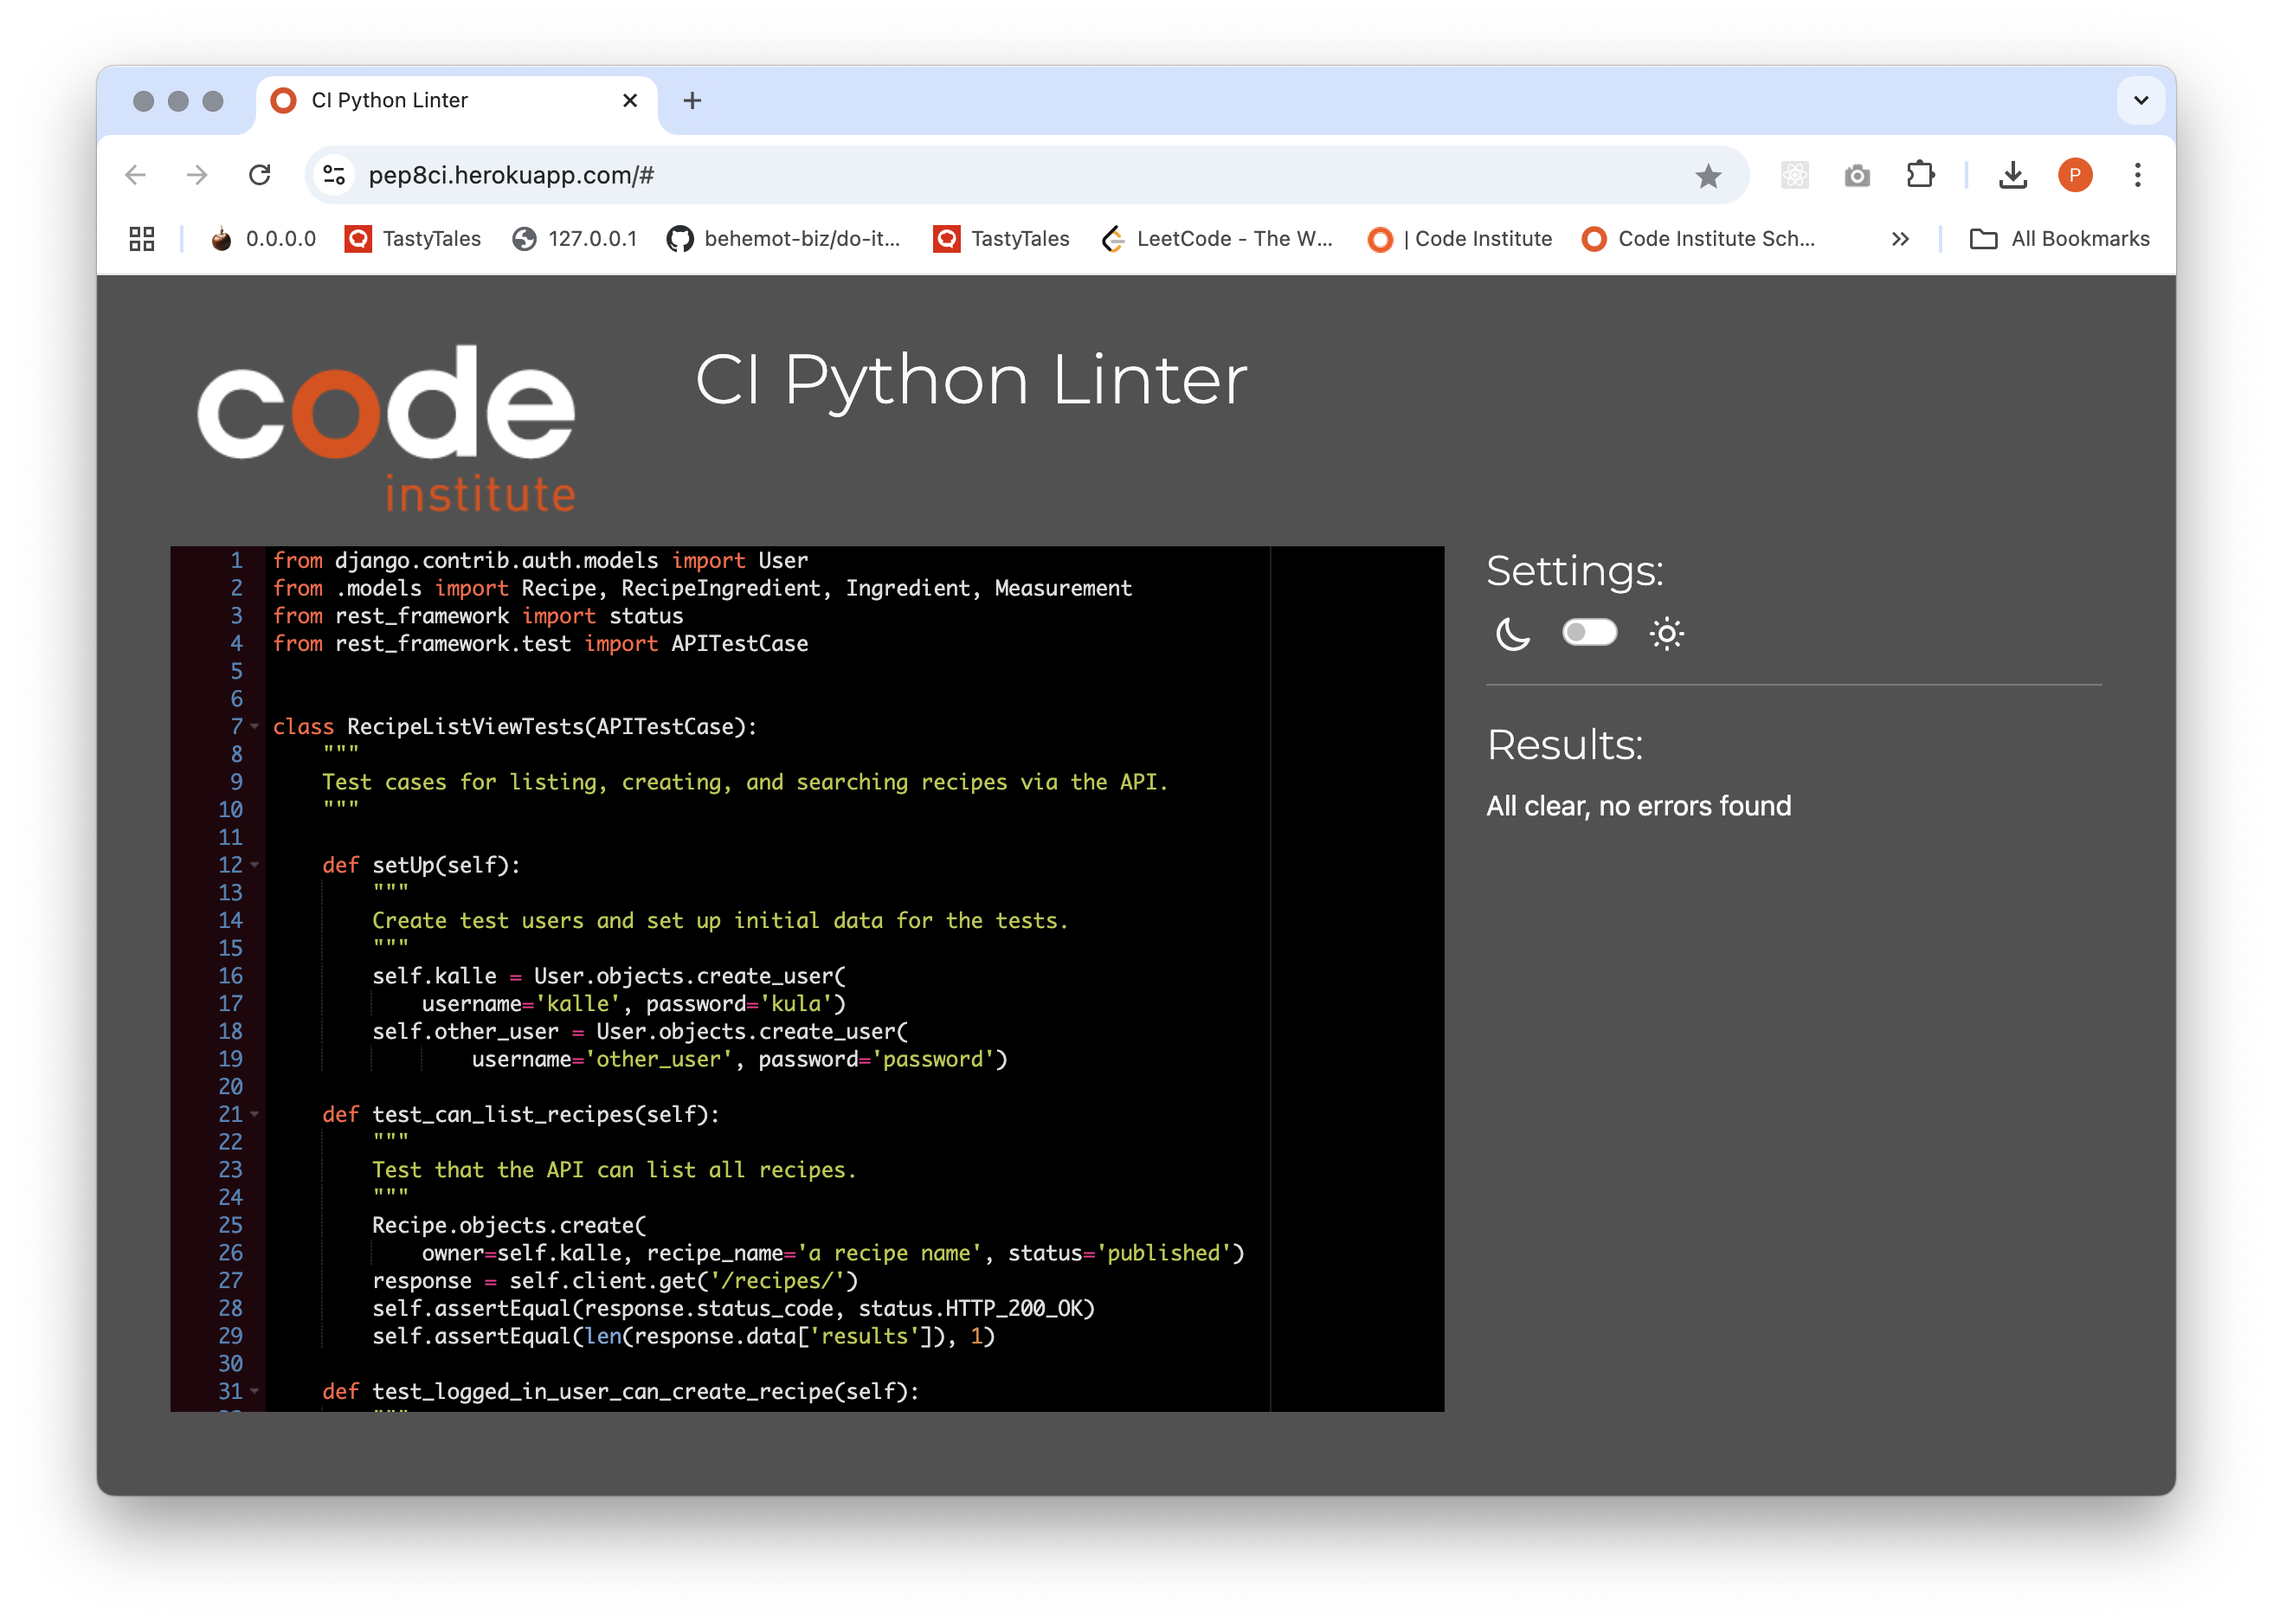 CI Python Linter
pep8ci.herokuapp.com/#
P
0.0.0.0 TastyTales 127.0.0.1 behemot-biz/do-it... TastyTales LeetCode - The W... | Code Institute Code Institute Sch... » All Bookmarks
code
institute
CI Python Linter
1 from django.contrib.auth.models import User
2 from .models import Recipe, RecipeIngredient, Ingredient, Measurement
3 from rest_framework import status
4 from rest_framework.test import APITestCase
5
6
7 class RecipeListViewTests(APITestCase):
8     """
9     Test cases for listing, creating, and searching recipes via the API.
10     """
11
12     def setUp(self):
13         """
14         Create test users and set up initial data for the tests.
15         """
16         self.kalle = User.objects.create_user(
17             username='kalle', password='kula')
18         self.other_user = User.objects.create_user(
19                 username='other_user', password='password')
20
21     def test_can_list_recipes(self):
22         """
23         Test that the API can list all recipes.
24         """
25         Recipe.objects.create(
26             owner=self.kalle, recipe_name='a recipe name', status='published')
27         response = self.client.get('/recipes/')
28         self.assertEqual(response.status_code, status.HTTP_200_OK)
29         self.assertEqual(len(response.data['results']), 1)
30
31     def test_logged_in_user_can_create_recipe(self):
"""
Settings:
Results:
All clear, no errors found